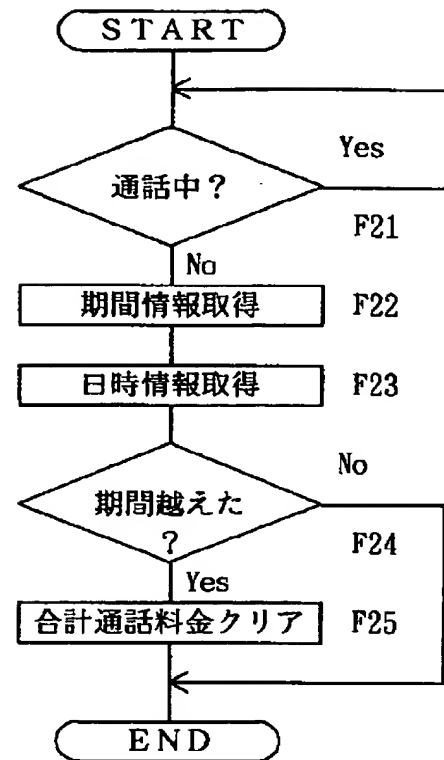 START
Yes
通話中?
F21
No
期間情報取得 F22
日時情報取得 F23
No
期間越えた
?
F24
Yes
合計通話料金クリア F25
END